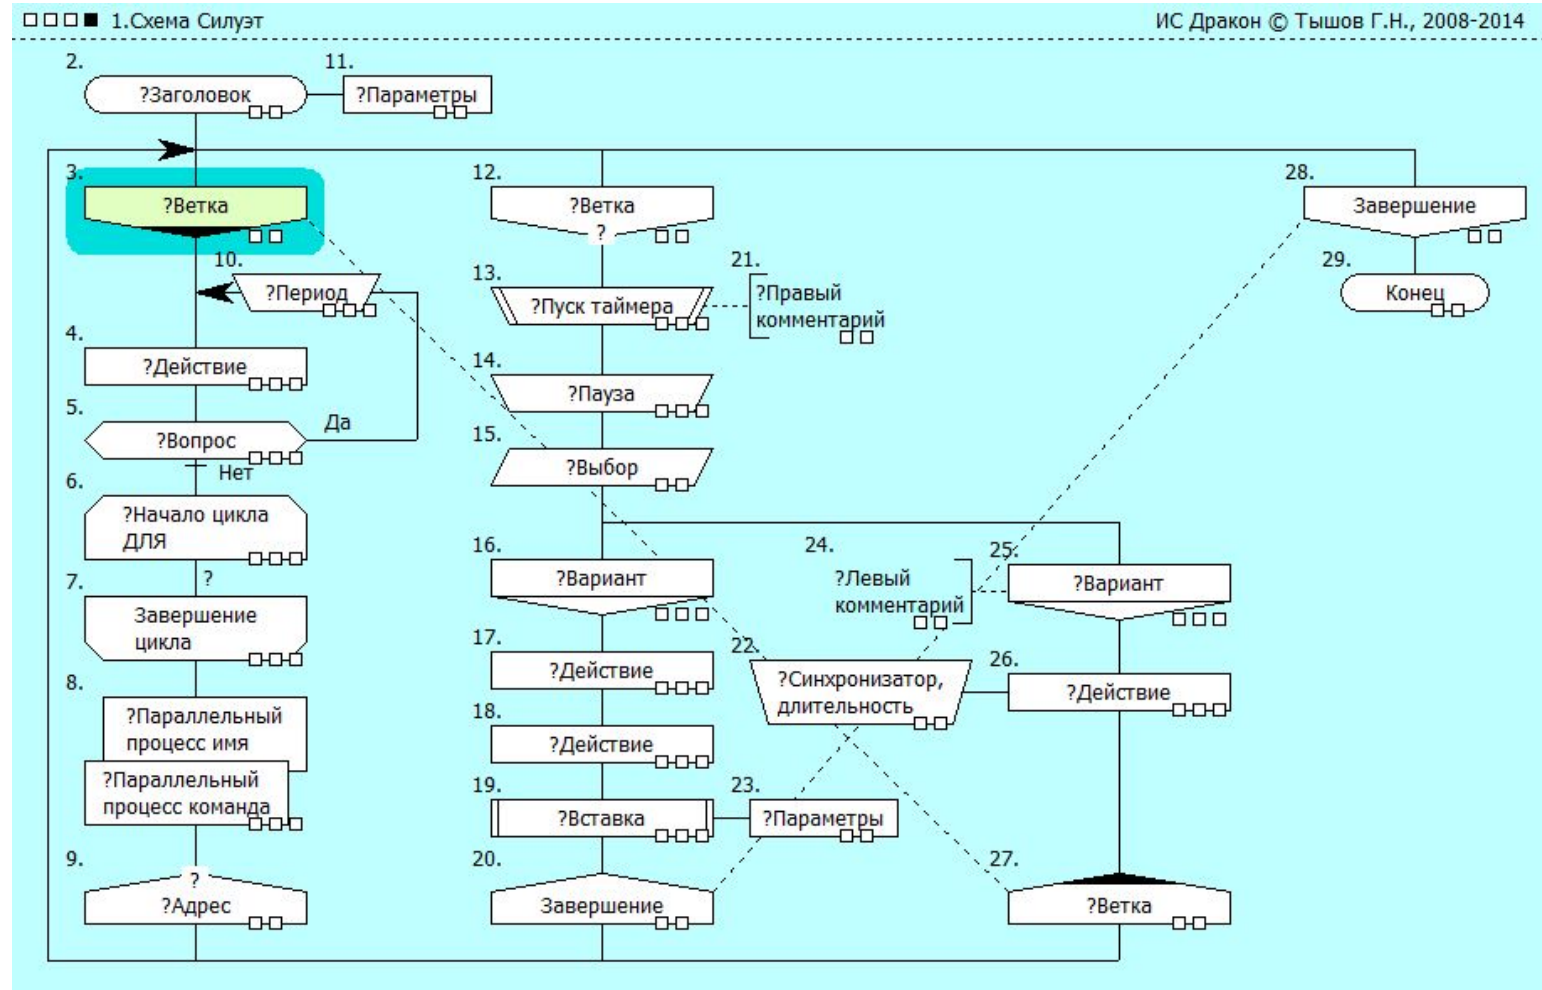 1.Схема Силуэт
ИС Дракон © Тышов Г.Н., 2008-2014
2.
?Заголовок
11.
?Параметры
3.
?Ветка
10.
?Период
4.
?Действие
5.
?Вопрос
Да
Нет
6.
?Начало цикла
ДЛЯ
?
7.
Завершение
цикла
8.
?Параллельный
процесс имя
?Параллельный
процесс команда
9.
?
?Адрес
12.
?Ветка
?
13.
?Пуск таймера
21.
?Правый
комментарий
14.
?Пауза
15.
?Выбор
16.
?Вариант
17.
?Действие
18.
?Действие
19.
?Вставка
23.
?Параметры
20.
Завершение
24.
?Левый
комментарий
25.
?Вариант
22.
?Синхронизатор,
длительность
26.
?Действие
27.
?Ветка
28.
Завершение
29.
Конец